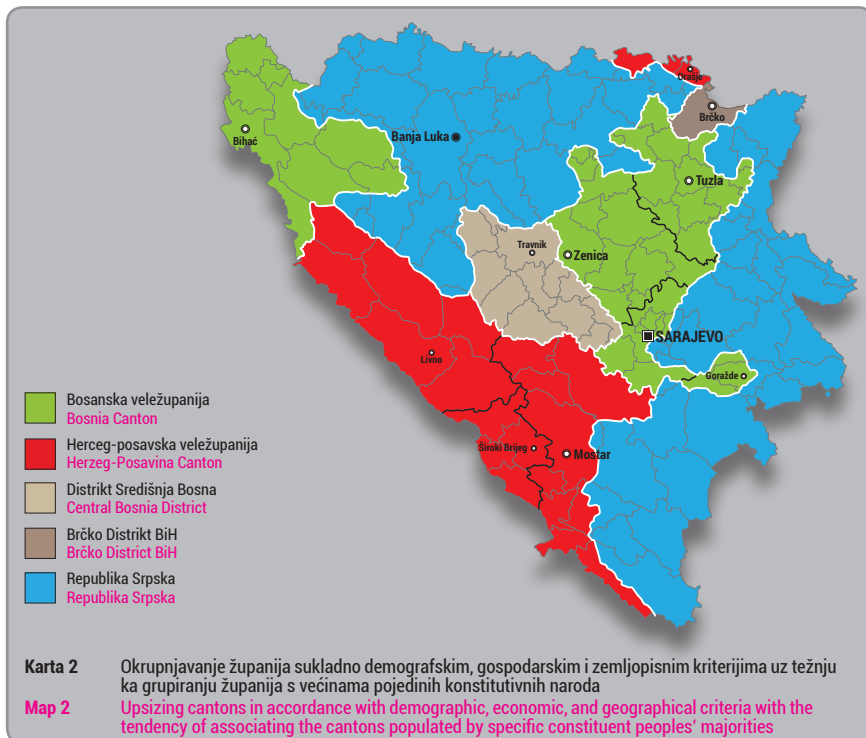 Orašje
Brčko
Bihać
Banja Luka
Tuzla
Travnik
Zenica
SARAJEVO
Livno
Goražde
Široki Brijeg
Mostar
Bosanska veležupanija
Bosnia Canton
Herceg-posavska veležupanija
Herzeg-Posavina Canton
Distrikt Središnja Bosna
Central Bosnia District
Brčko Distrikt BiH
Brčko District BiH
Republika Srpska
Republika Srpska
Karta 2 Okrupnjavanje županija sukladno demografskim, gospodarskim i zemljopisnim kriterijima uz težnju
ka grupiranju županija s većinama pojedinih konstitutivnih naroda
Map 2 Upsizing cantons in accordance with demographic, economic, and geographical criteria with the
tendency of associating the cantons populated by specific constituent peoples' majorities